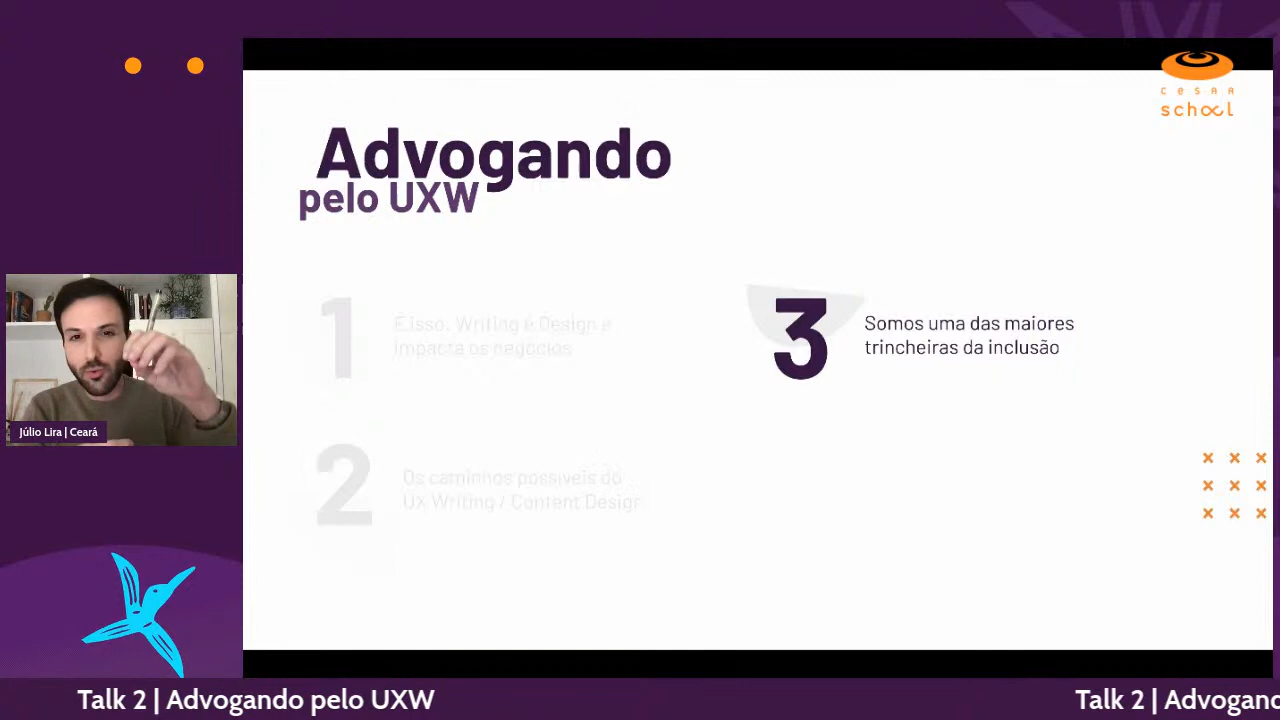 cesar
school
Advogando
pelo UXW
1
É isso: Writing é Design e
impacta os negócios
2
Os caminhos possíveis do
UX Writing / Content Design
3
Somos uma das maiores
trincheiras da inclusão
Júlio Lira | Ceará
Talk 2 | Advogando pelo UXW
Talk 2 | Advogand